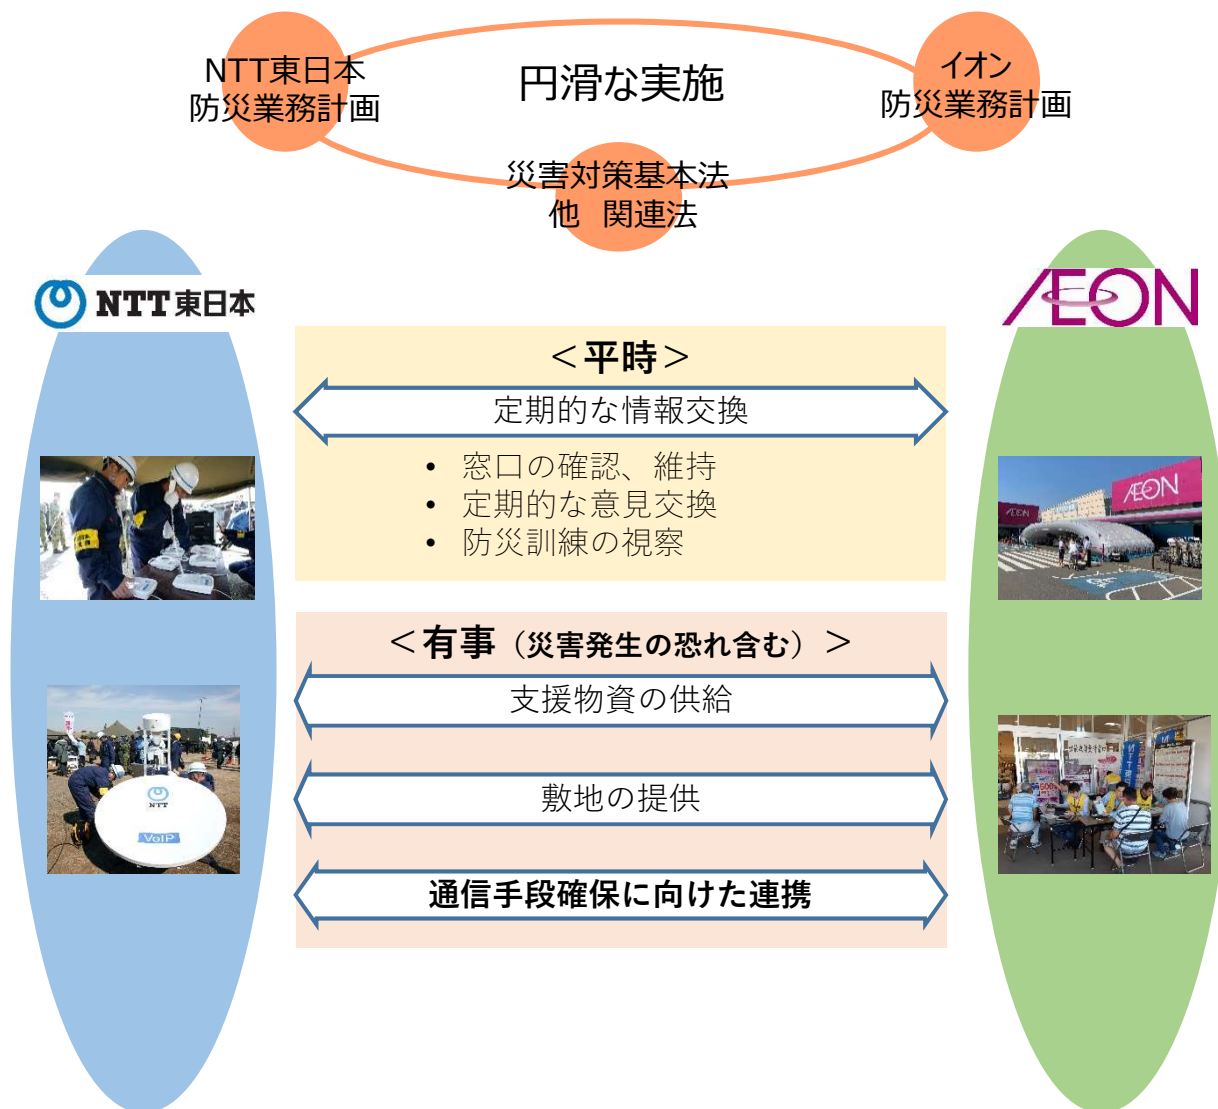 NTT東日本
防災業務計画
円滑な実施
イオン
防災業務計画
災害対策基本法
他 関連法
NTT東日本
ÆON
＜平時＞
定期的な情報交換
• 窓口の確認、維持
• 定期的な意見交換
• 防災訓練の視察
ÆON
ÆON
＜有事（災害発生の恐れ含む）＞
支援物資の供給
敷地の提供
通信手段確保に向けた連携
NTT
VoIP